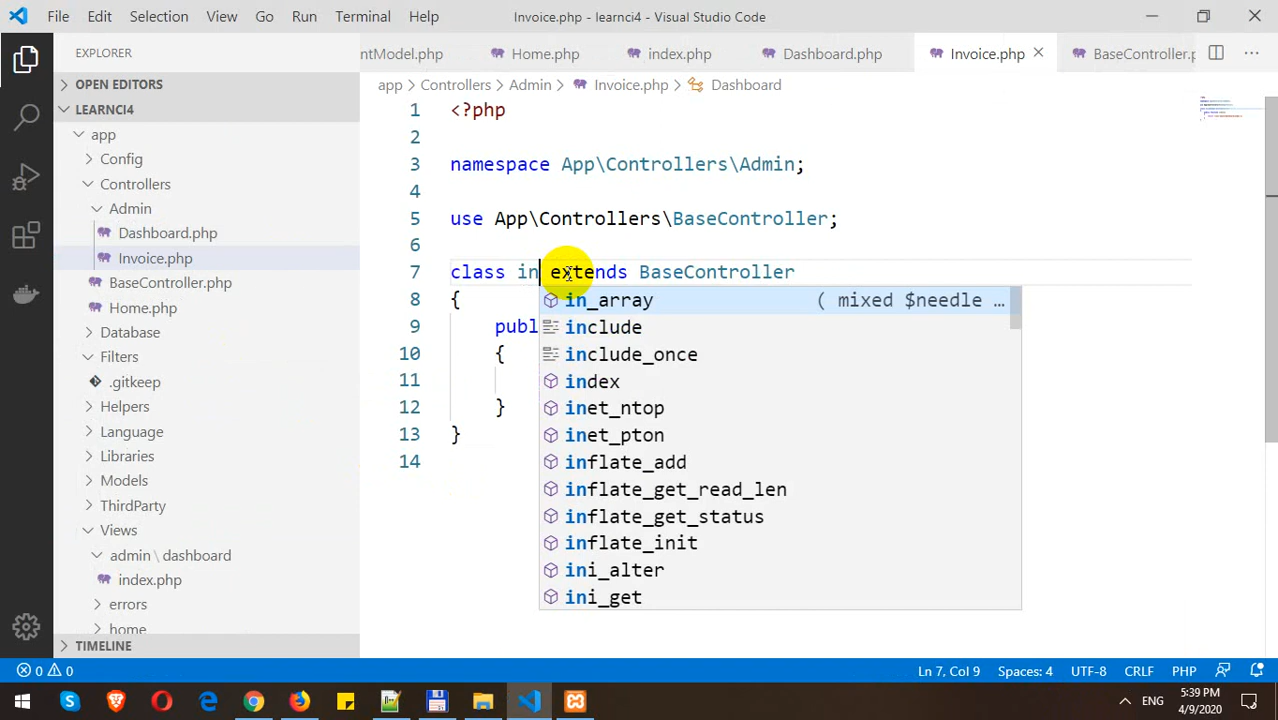 File Edit Selection View Go Run Terminal Help Invoice.php - learnci4 - Visual Studio Code
EXPLORER
OPEN EDITORS
LEARNCI4
app
Config
Controllers
Admin
Dashboard.php
Invoice.php
BaseController.php
Home.php
Database
Filters
.gitkeep
Helpers
Language
Libraries
Models
ThirdParty
Views
admin \ dashboard
index.php
errors
home
TIMELINE
ntModel.php Home.php index.php Dashboard.php Invoice.php BaseController.p
app > Controllers > Admin > Invoice.php > Dashboard
1 <?php
2
3 namespace App\Controllers\Admin;
4
5 use App\Controllers\BaseController;
6
7 class in extends BaseController
8 {
9 publ
10 {
11
12 }
13 }
14
in_array ( mixed $needle …
include
include_once
index
inet_ntop
inet_pton
inflate_add
inflate_get_read_len
inflate_get_status
inflate_init
ini_alter
ini_get
0 0 Ln 7, Col 9 Spaces: 4 UTF-8 CRLF PHP
ENG 5:39 PM
4/9/2020